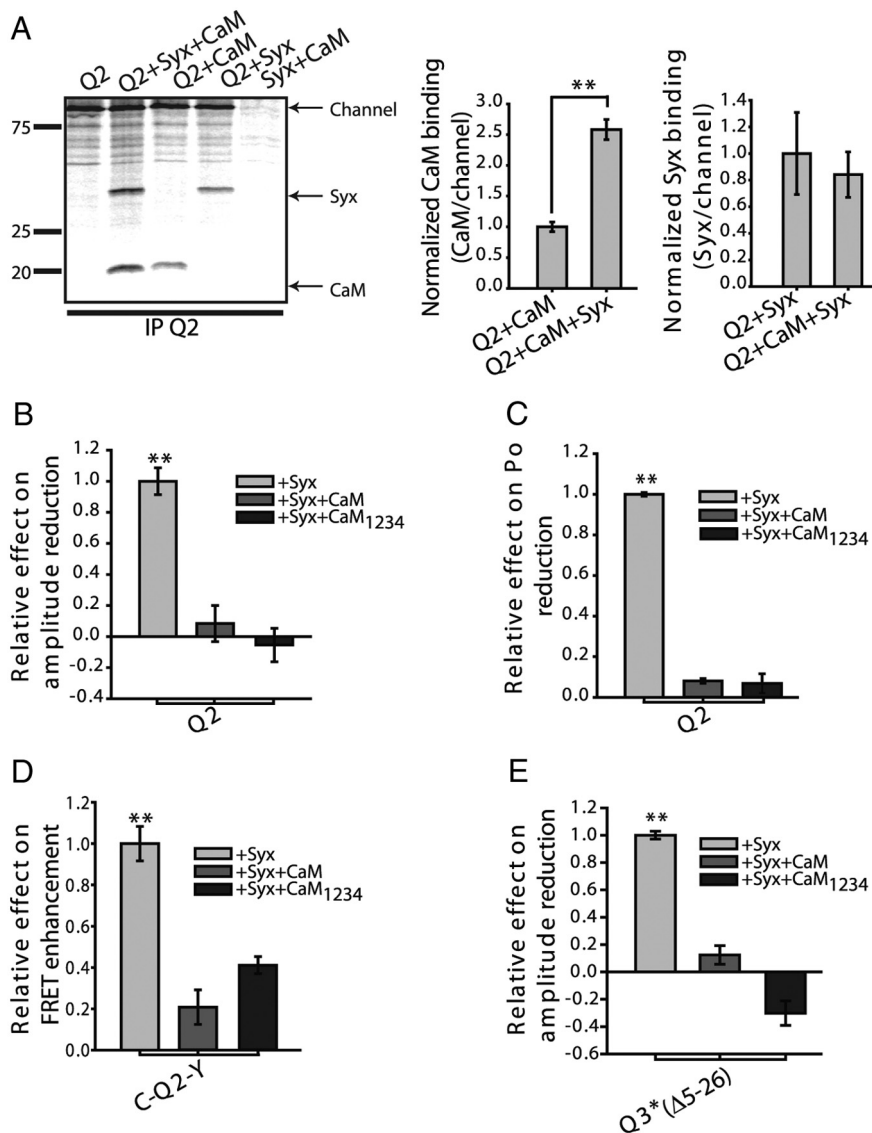 A
Q2
Q2+Syx+CaM
Q2+CaM
Q2+Syx
Syx+CaM
75
25
20
Channel
Syx
CaM
IP Q2
Normalized CaM binding
(CaM/channel)
3.0
2.5
2.0
1.5
1.0
0.5
0.0
**
Q2+CaM
Q2+CaM+Syx
Normalized Syx binding
(Syx/channel)
1.4
1.2
1.0
0.8
0.6
0.4
0.2
0.0
Q2+Syx
Q2+CaM+Syx
B
Relative effect on
amplitude reduction
1.2
1.0
0.8
0.6
0.4
0.2
0.0
-0.2
-0.4
**
+Syx
+Syx+CaM
+Syx+CaM1234
Q2
C
Relative effect on Po
reduction
1.2
1.0
0.8
0.6
0.4
0.2
0.0
**
+Syx
+Syx+CaM
+Syx+CaM1234
Q2
D
Relative effect on
FRET enhancement
1.2
1.0
0.8
0.6
0.4
0.2
0.0
**
+Syx
+Syx+CaM
+Syx+CaM1234
C-Q2-Y
E
Relative effect on
amplitude reduction
1.2
1.0
0.8
0.6
0.4
0.2
0.0
-0.2
-0.4
-0.6
**
+Syx
+Syx+CaM
+Syx+CaM1234
Q3*(Δ5-26)